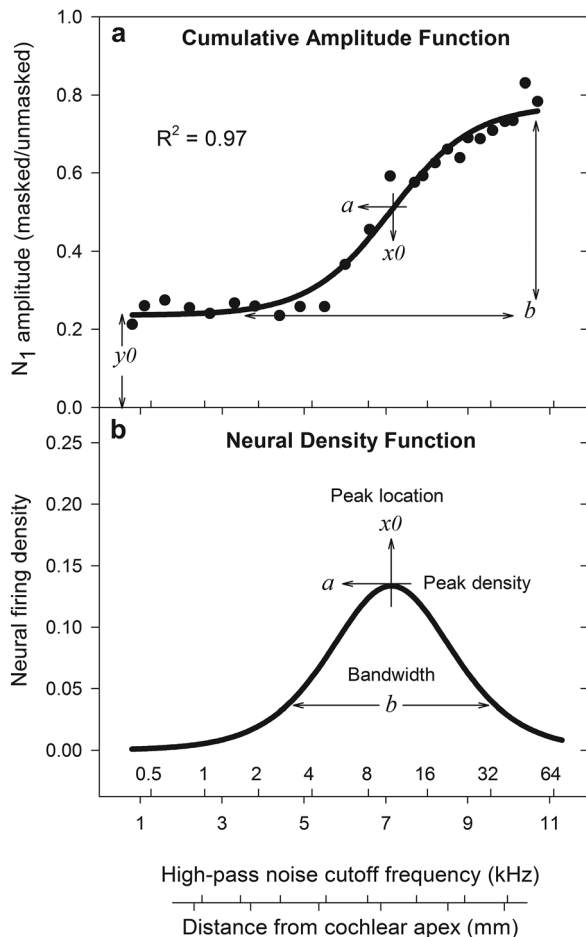 a Cumulative Amplitude Function
1.0
0.8
0.6
0.4
0.2
0.0
N1 amplitude (masked/unmasked)
R² = 0.97
a
x0
b
y0
b Neural Density Function
0.25
0.20
0.15
0.10
0.05
0.00
Neural firing density
Peak location
x0
a Peak density
Bandwidth
b
0.5 1 2 4 8 16 32 64
1 3 5 7 9 11
High-pass noise cutoff frequency (kHz)
Distance from cochlear apex (mm)